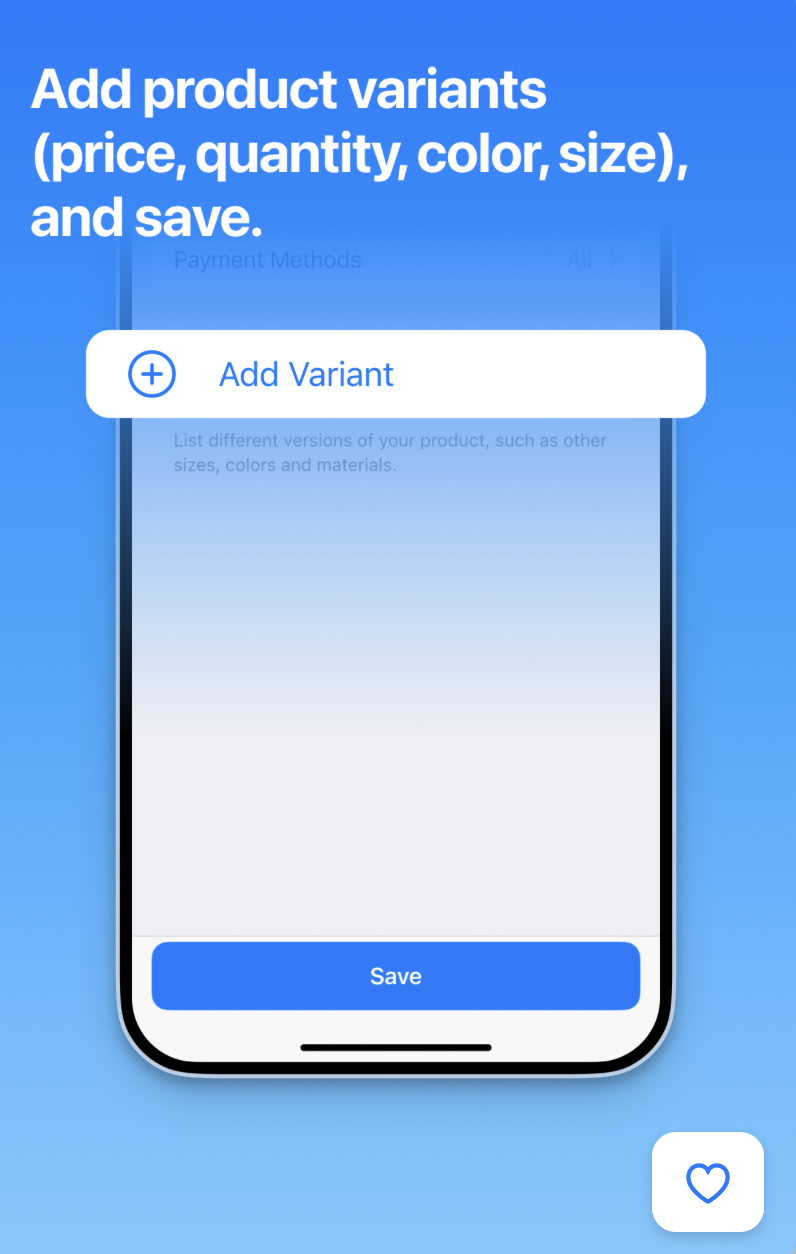 Add product variants
(price, quantity, color, size),
and save.
Payment Methods All
Add Variant
List different versions of your product, such as other
sizes, colors and materials.
Save